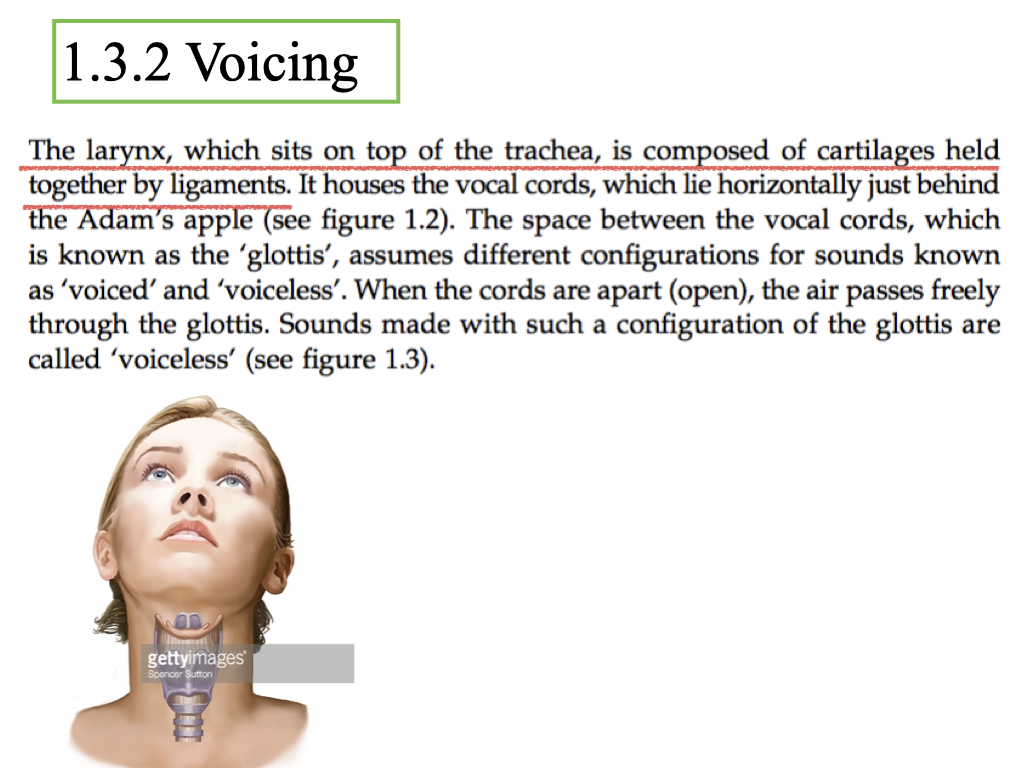 1.3.2 Voicing
The larynx, which sits on top of the trachea, is composed of cartilages held
together by ligaments. It houses the vocal cords, which lie horizontally just behind
the Adam’s apple (see figure 1.2). The space between the vocal cords, which
is known as the ‘glottis’, assumes different configurations for sounds known
as ‘voiced’ and ‘voiceless’. When the cords are apart (open), the air passes freely
through the glottis. Sounds made with such a configuration of the glottis are
called ‘voiceless’ (see figure 1.3).
gettyimages®
Spencer Sutton